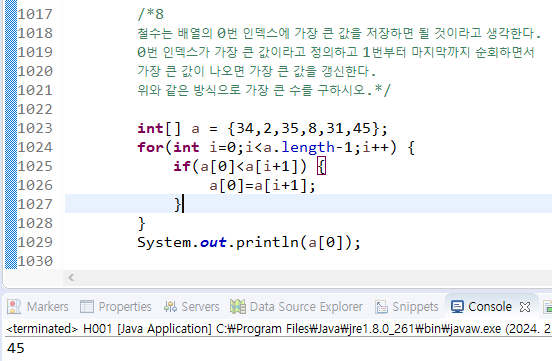 1017 /*8
1018 철수는 배열의 0번 인덱스에 가장 큰 값을 저장하면 될 것이라고 생각한다.
1019 0번 인덱스가 가장 큰 값이라고 정의하고 1번부터 마지막까지 순회하면서
1020 가장 큰 값이 나오면 가장 큰 값을 갱신한다.
1021 위와 같은 방식으로 가장 큰 수를 구하시오.*/
1022
1023 int[] a = {34,2,35,8,31,45};
1024 for(int i=0;i<a.length-1;i++) {
1025 if(a[0]<a[i+1]) {
1026 a[0]=a[i+1];
1027 }
1028 }
1029 System.out.println(a[0]);
1030
Markers Properties Servers Data Source Explorer Snippets Console
<terminated> H001 [Java Application] C:₩Program Files₩Java₩jre1.8.0_261₩bin₩javaw.exe (2024. 2
45